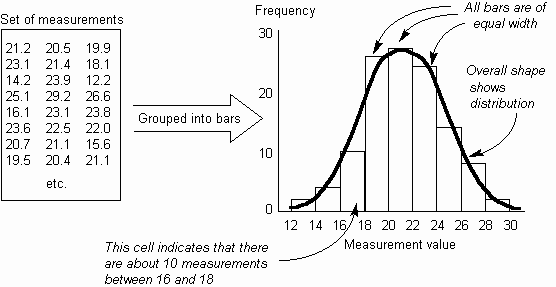 Set of measurements
21.2 20.5 19.9
23.1 21.4 18.1
14.2 23.9 12.2
25.1 29.2 26.6
16.1 23.1 23.8
23.6 22.5 22.0
20.7 21.1 15.6
19.5 20.4 21.1
etc.
Grouped into bars
Frequency
30
20
10
0
12 14 16 18 20 21 22 24 26 28 30
Measurement value
All bars are of
equal width
Overall shape
shows
distribution
This cell indicates that there
are about 10 measurements
between 16 and 18